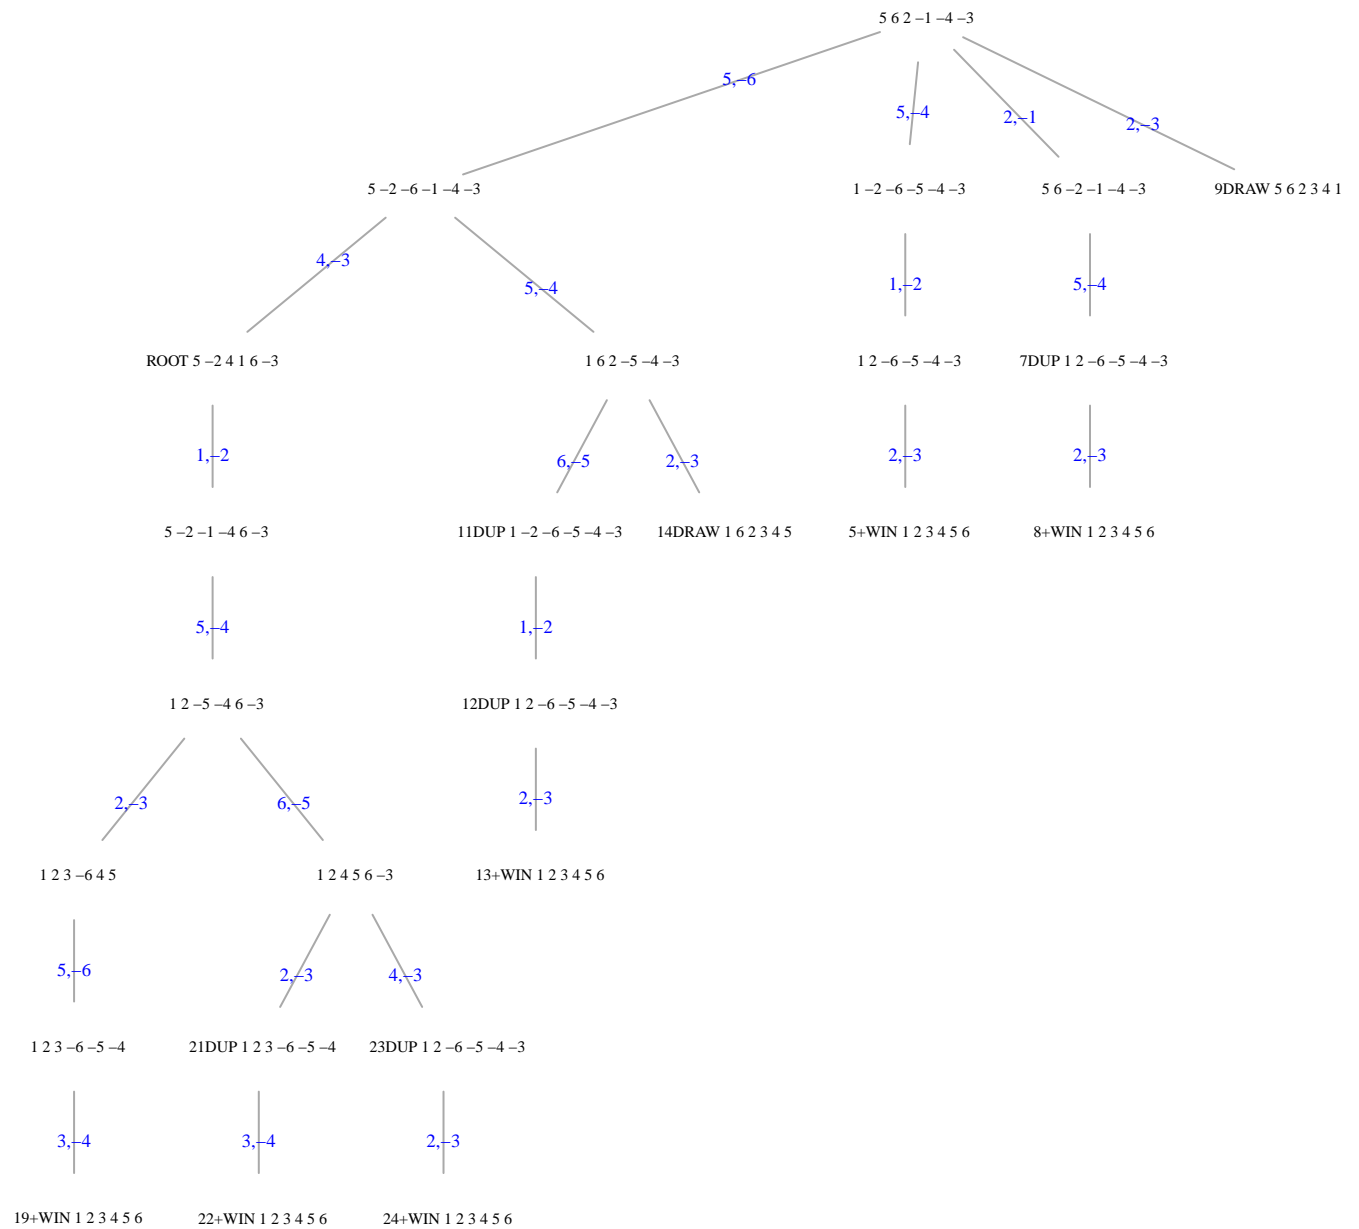 5 6 2 −1 −4 −3
5,−6
5,−4
2,−1
2,−3
5 −2 −6 −1 −4 −3
1 −2 −6 −5 −4 −3
5 6 −2 −1 −4 −3
9DRAW 5 6 2 3 4 1
4,−3
5,−4
1,−2
5,−4
ROOT 5 −2 4 1 6 −3
1 6 2 −5 −4 −3
1 2 −6 −5 −4 −3
7DUP 1 2 −6 −5 −4 −3
1,−2
6,−5
2,−3
2,−3
2,−3
5 −2 −1 −4 6 −3
11DUP 1 −2 −6 −5 −4 −3
14DRAW 1 6 2 3 4 5
5+WIN 1 2 3 4 5 6
8+WIN 1 2 3 4 5 6
5,−4
1,−2
1 2 −5 −4 6 −3
12DUP 1 2 −6 −5 −4 −3
2,−3
6,−5
2,−3
1 2 3 −6 4 5
1 2 4 5 6 −3
13+WIN 1 2 3 4 5 6
5,−6
2,−3
4,−3
1 2 3 −6 −5 −4
21DUP 1 2 3 −6 −5 −4
23DUP 1 2 −6 −5 −4 −3
3,−4
3,−4
2,−3
19+WIN 1 2 3 4 5 6
22+WIN 1 2 3 4 5 6
24+WIN 1 2 3 4 5 6